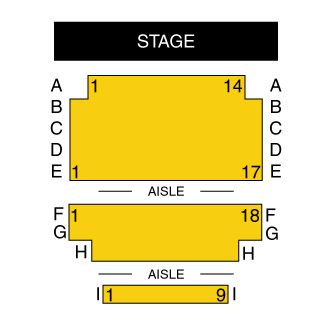 STAGE
A 1 14 A
B B
C C
D D
E 1 17 E
AISLE
F 1 18 F
G G
H H
AISLE
I 1 9 I